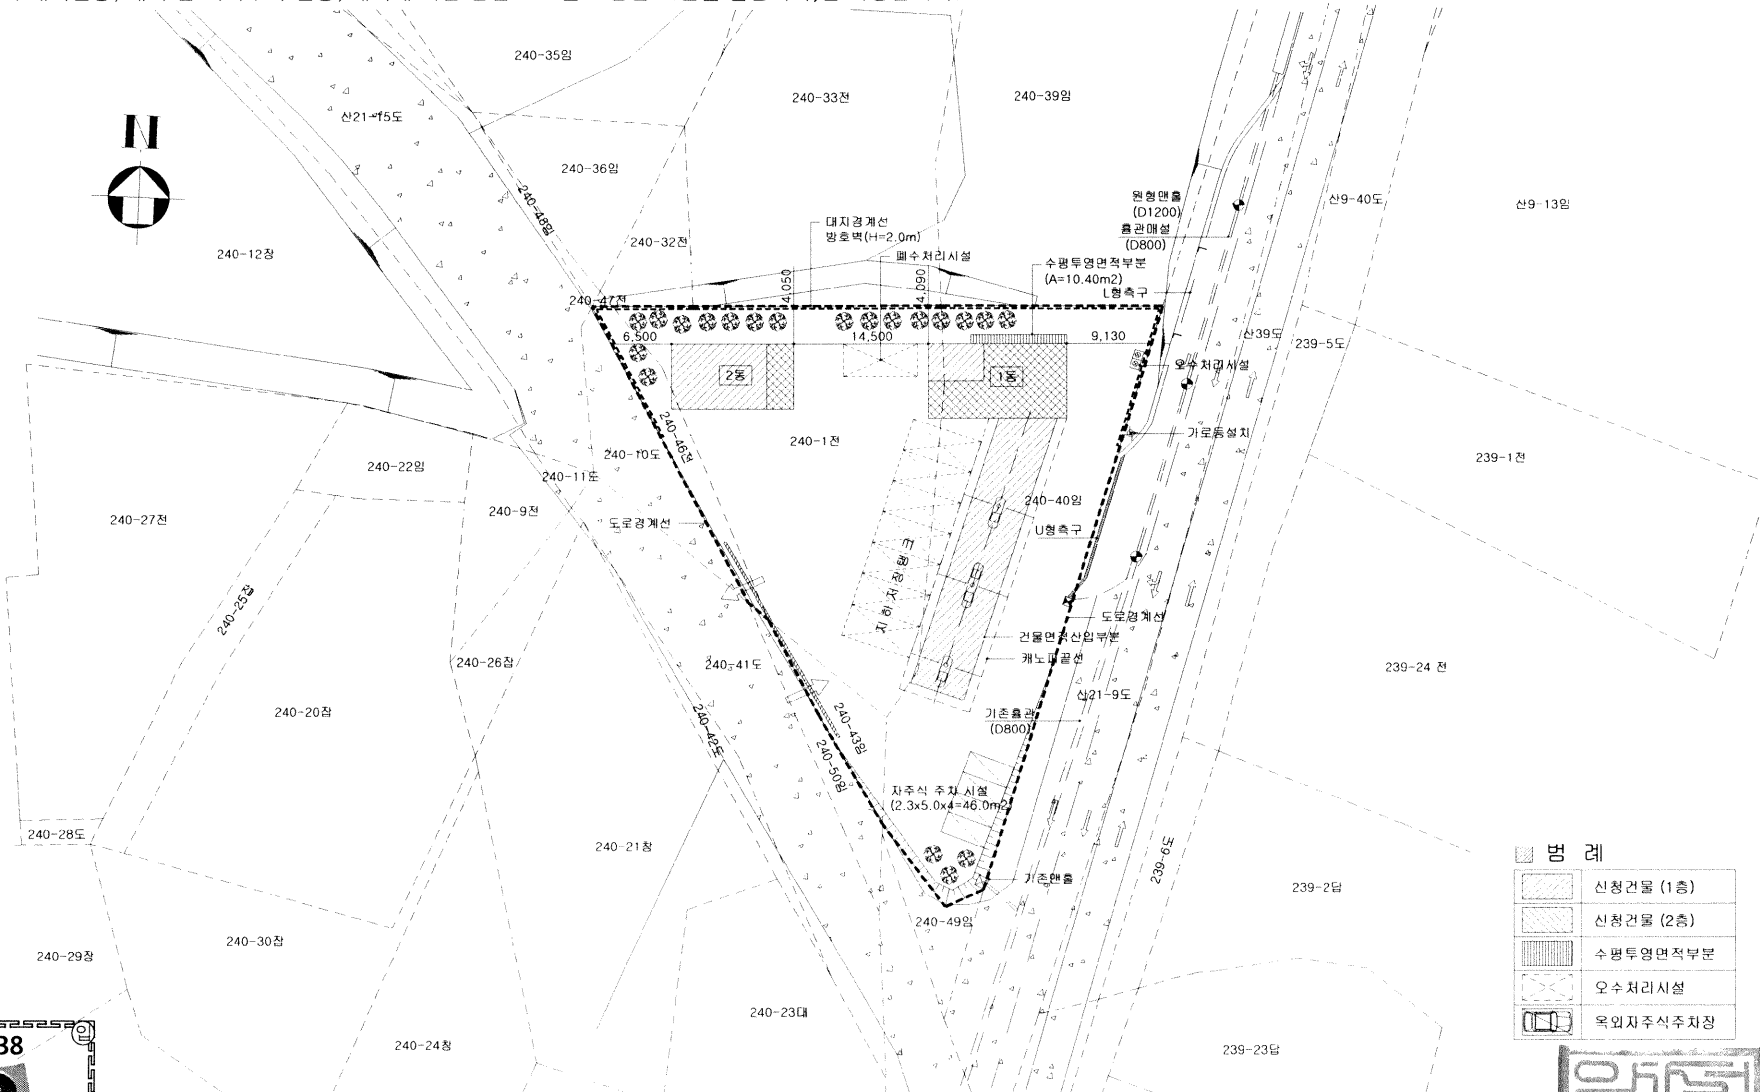 240-35임
240-33전
240-39임
산21-15도
N
240-36임
240-48임
원형맨홀
(D1200)
산9-40도
산9-13임
흄관매설
(D800)
대지경계선
방호벽(H=2.0m)
240-32전
240-12장
폐수처리시설
수평투영면적부분
(A=10.40m2)
L형측구
240-47전
4,050
4,090
6,500
14,500
9,130
산39도
239-5도
2동
1동
오수처리시설
240-46전
240-1전
가로등설치
240-10도
240-22임
240-11도
239-1전
240-9전
240-40임
240-27전
도로경계선
U형측구
지하저장탱크
240-25잡
도로경계선
건물면적산입부분
캐노피끝선
240-26잡
240-41도
239-24 전
산21-9도
240-20잡
240-42도
240-43임
기존흄관
(D800)
240-50임
자주식 주차 시설
(2.3x5.0x4=46.0m2
240-28도
240-21창
239-6도
기존맨홀
239-2답
240-49임
240-30잡
240-29장
240-23대
240-24창
239-23답
범 례
신청건물 (1층)
신청건물 (2층)
수평투영면적부분
오수처리시설
옥외자주식주차장
38